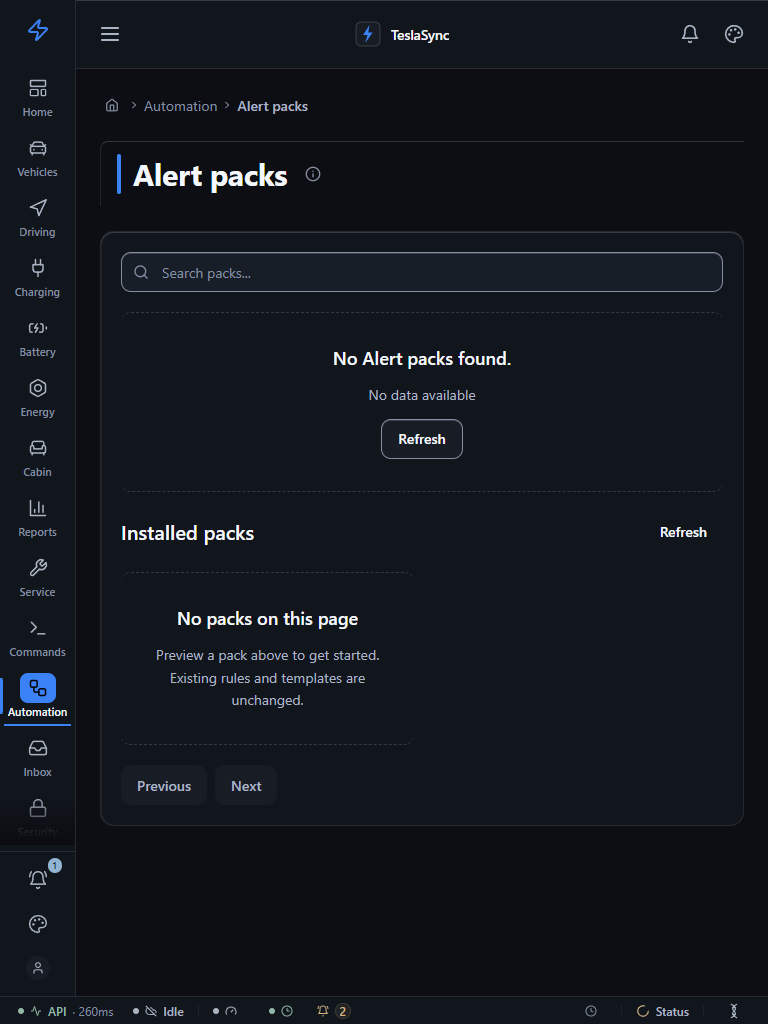 TeslaSync
Home
Vehicles
Driving
Charging
Battery
Energy
Cabin
Reports
Service
Commands
Automation
Inbox
Security
1
Automation
Alert packs
Alert packs
Search packs...
No Alert packs found.
No data available
Refresh
Installed packs
Refresh
No packs on this page
Preview a pack above to get started.
Existing rules and templates are
unchanged.
Previous
Next
API · 260ms
Idle
2
Status